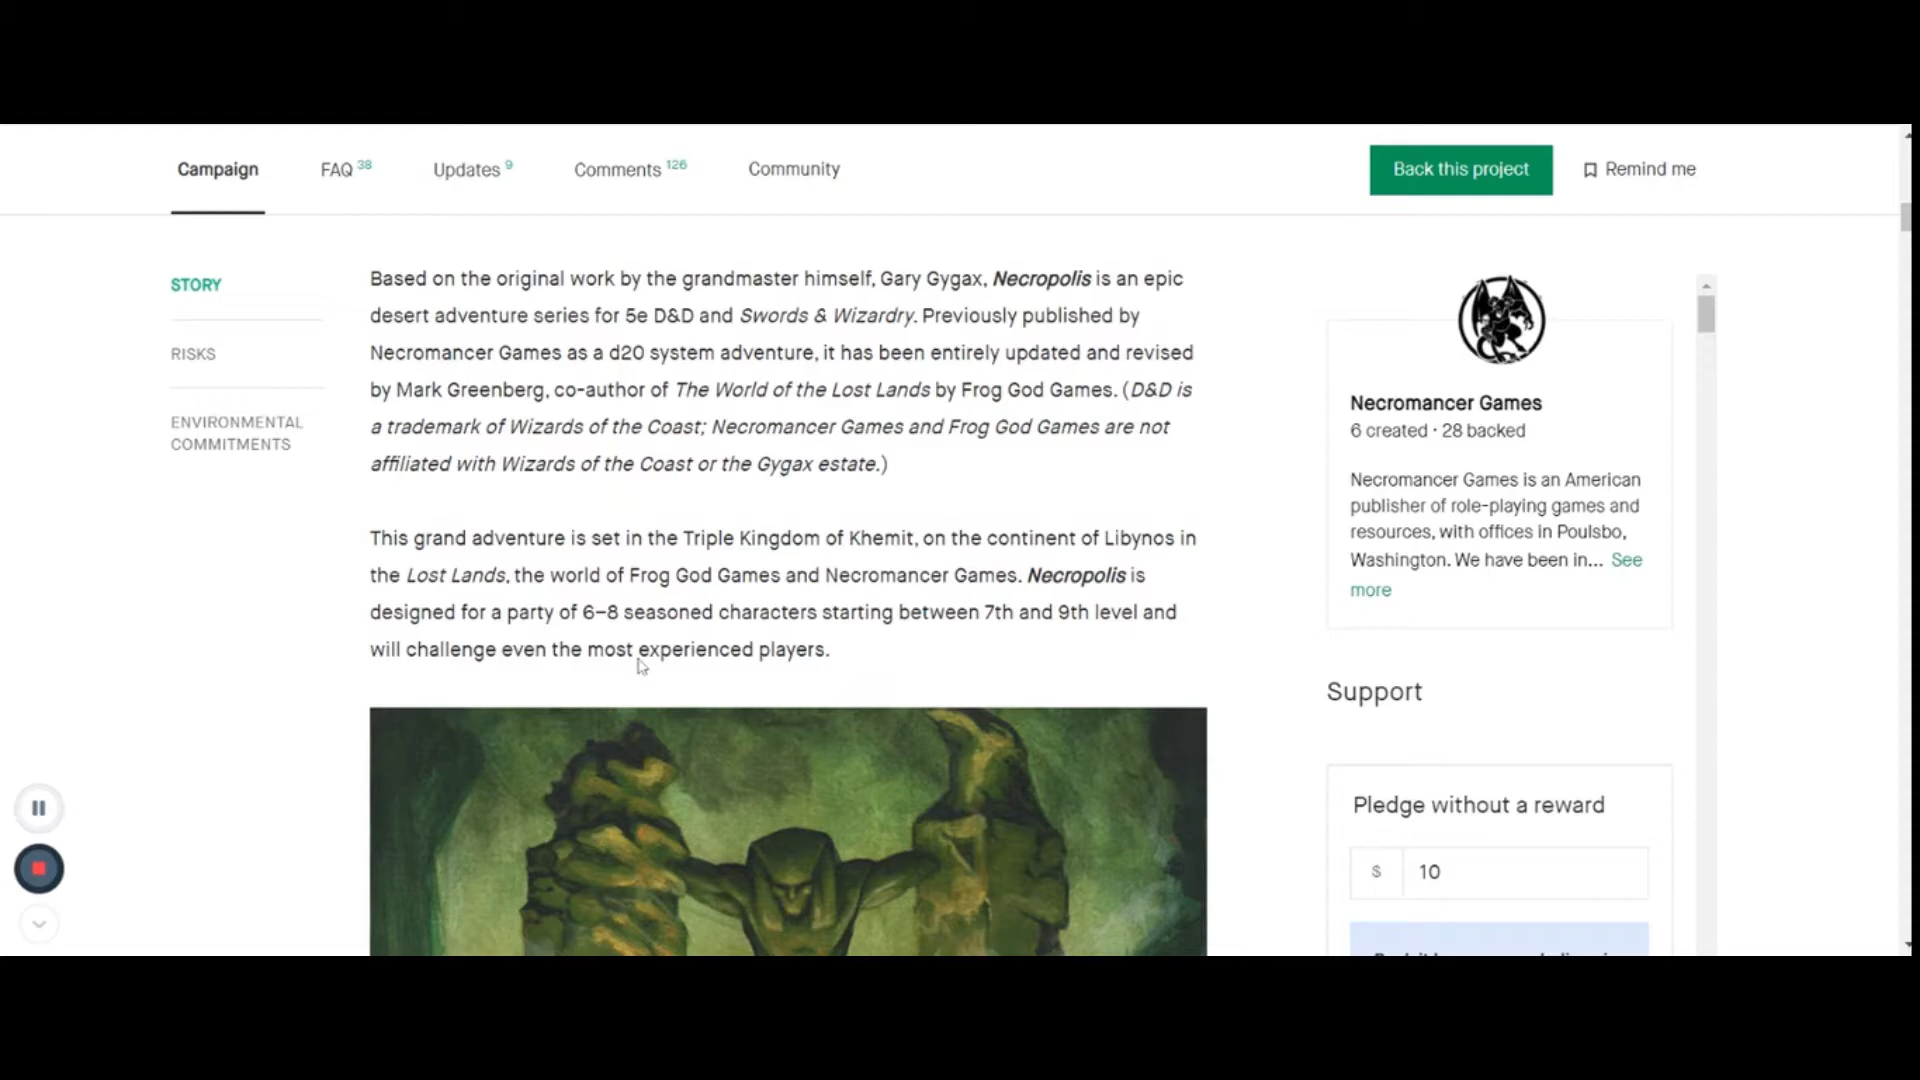 Campaign
FAQ 38
Updates 9
Comments 126
Community
Back this project
Remind me
STORY
RISKS
ENVIRONMENTAL
COMMITMENTS
Based on the original work by the grandmaster himself, Gary Gygax, Necropolis is an epic
desert adventure series for 5e D&D and Swords & Wizardry. Previously published by
Necromancer Games as a d20 system adventure, it has been entirely updated and revised
by Mark Greenberg, co-author of The World of the Lost Lands by Frog God Games. (D&D is
a trademark of Wizards of the Coast; Necromancer Games and Frog God Games are not
affiliated with Wizards of the Coast or the Gygax estate.)
This grand adventure is set in the Triple Kingdom of Khemit, on the continent of Libynos in
the Lost Lands, the world of Frog God Games and Necromancer Games. Necropolis is
designed for a party of 6–8 seasoned characters starting between 7th and 9th level and
will challenge even the most experienced players.
Necromancer Games
6 created · 28 backed
Necromancer Games is an American
publisher of role-playing games and
resources, with offices in Poulsbo,
Washington. We have been in... See
more
Support
Pledge without a reward
$ 10